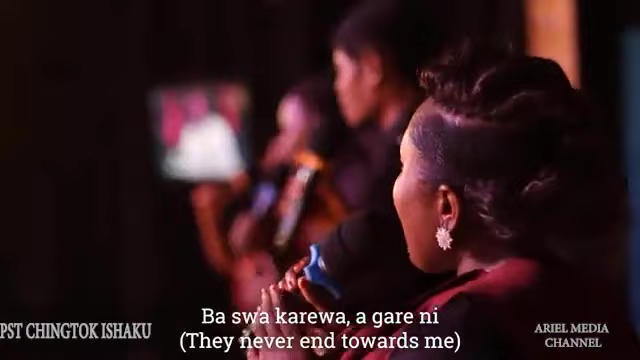 Ba swa karewa, a gare ni
(They never end towards me)
PST CHINGTOK ISHAKU
ARIEL MEDIA
CHANNEL